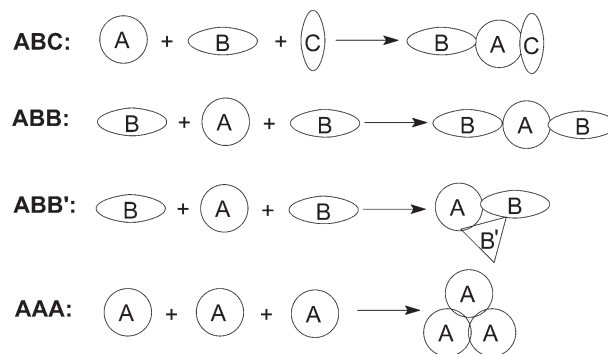 ABC: A + B + C B A C
ABB: B + A + B B A B
ABB': B + A + B A B B'
AAA: A + A + A A A A